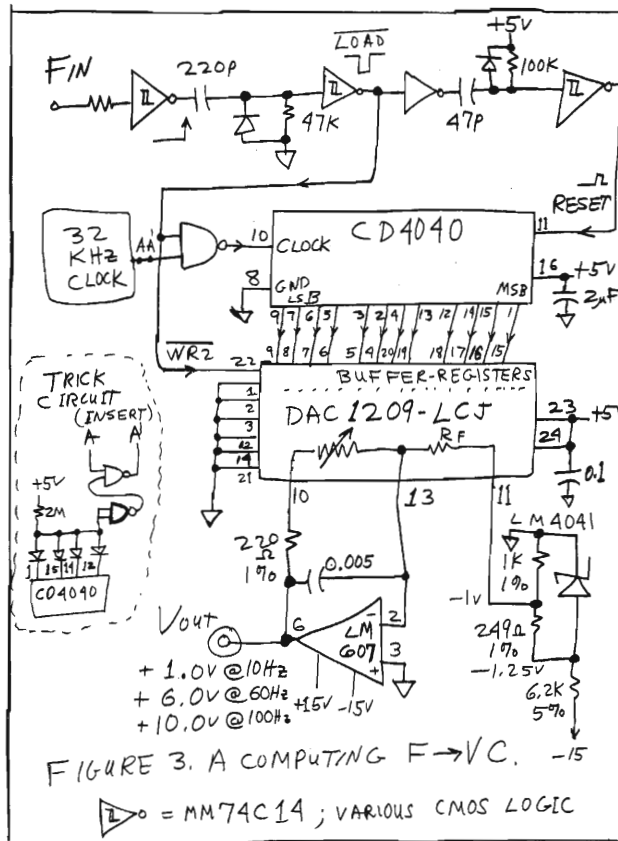 LOAD
+5V
FIN
220P
100K
47K
47P
RESET
32
KHz
CLOCK
A A'
10
CLOCK
CD4040
11
8
GND
LSB
MSB
16
+5V
2µF
9 7 6 5 3 2 4 13 12 14 15 1
9 8 7 6 5 4 20 19 18 17 16 15
WR2
22
BUFFER-REGISTERS
TRICK
CIRCUIT
(INSERT)
A A'
1
2
3
12
14
21
DAC 1209-LCJ
RF
23
+5V
24
0.1
10
13
11
+5V
2M
1 15 14 12
CD4040
220
Ω
1%
0.005
LM4041
1K
1%
-1V
249Ω
1%
-1.25V
6.2K
5%
-15
VOUT
6
LM
607
2
3
-
+
+15V
-15V
+ 1.0V @ 10Hz
+ 6.0V @ 60Hz
+ 10.0V @ 100Hz
FIGURE 3. A COMPUTING F→VC.
= MM74C14 ; VARIOUS CMOS LOGIC